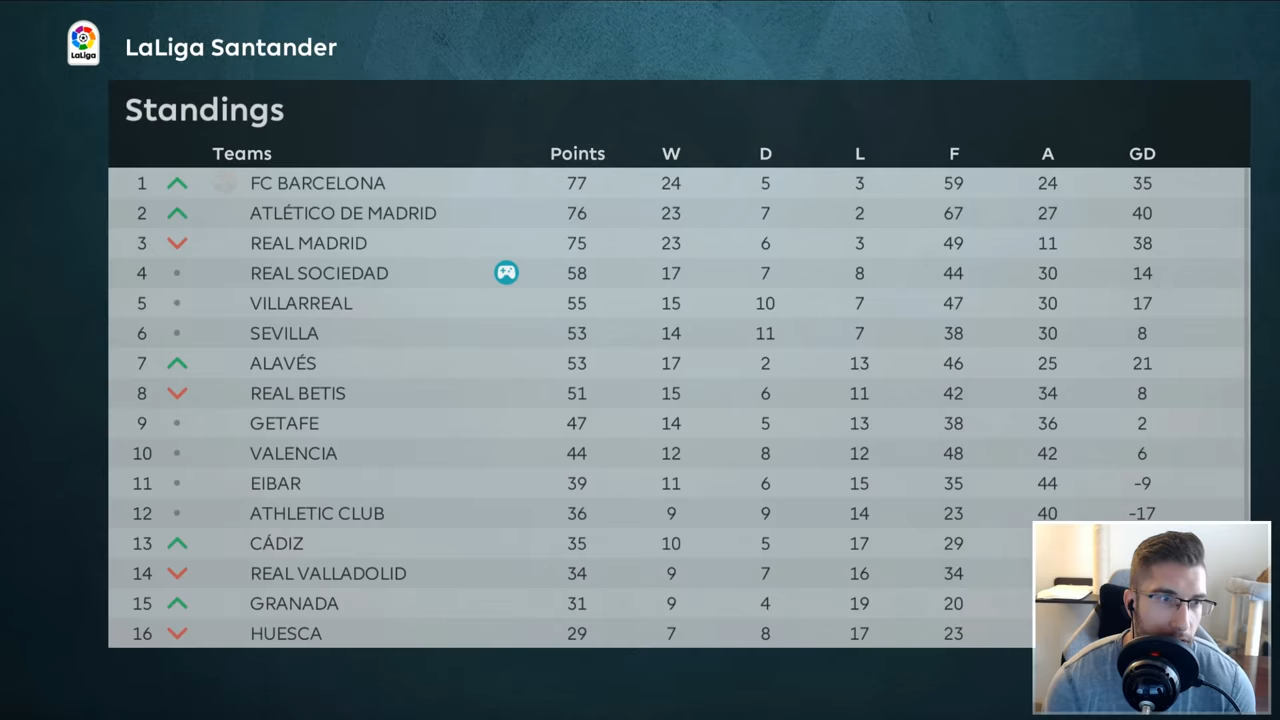 LaLiga
LaLiga Santander
Standings
Teams Points W D L F A GD
1 FC BARCELONA 77 24 5 3 59 24 35
2 ATLÉTICO DE MADRID 76 23 7 2 67 27 40
3 REAL MADRID 75 23 6 3 49 11 38
4 REAL SOCIEDAD 58 17 7 8 44 30 14
5 VILLARREAL 55 15 10 7 47 30 17
6 SEVILLA 53 14 11 7 38 30 8
7 ALAVÉS 53 17 2 13 46 25 21
8 REAL BETIS 51 15 6 11 42 34 8
9 GETAFE 47 14 5 13 38 36 2
10 VALENCIA 44 12 8 12 48 42 6
11 EIBAR 39 11 6 15 35 44 -9
12 ATHLETIC CLUB 36 9 9 14 23 40 -17
13 CÁDIZ 35 10 5 17 29
14 REAL VALLADOLID 34 9 7 16 34
15 GRANADA 31 9 4 19 20
16 HUESCA 29 7 8 17 23